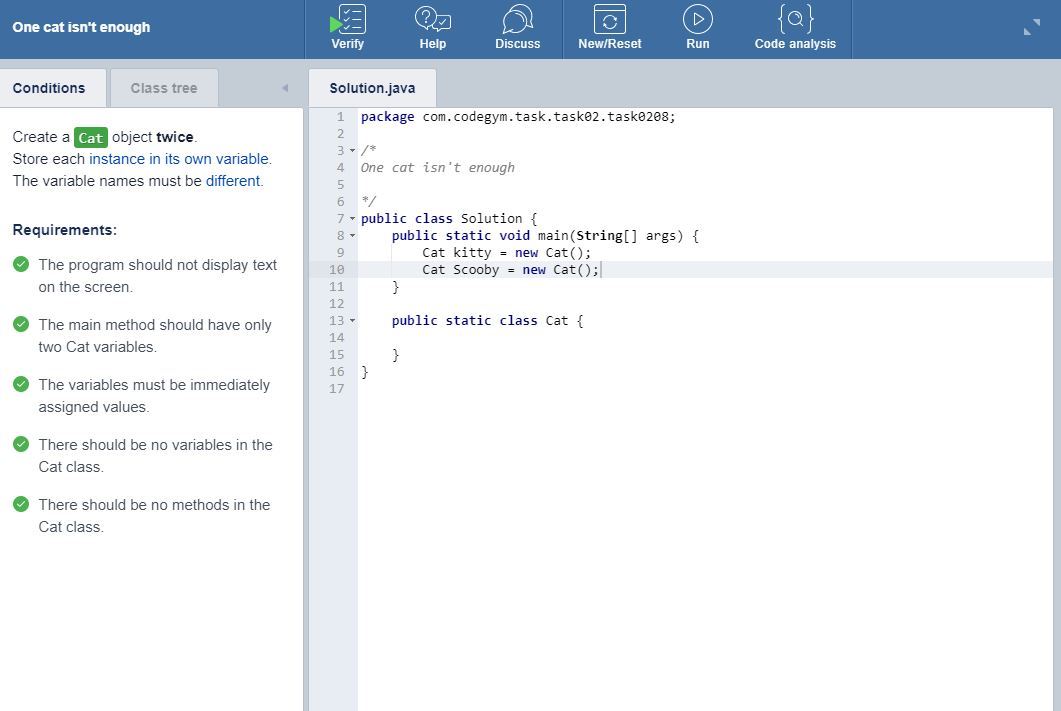 One cat isn't enough
Verify
Help
Discuss
New/Reset
Run
Code analysis
Conditions
Class tree
Create a Cat object twice.
Store each instance in its own variable.
The variable names must be different.
Requirements:
The program should not display text
on the screen.
The main method should have only
two Cat variables.
The variables must be immediately
assigned values.
There should be no variables in the
Cat class.
There should be no methods in the
Cat class.
Solution.java
1 package com.codegym.task.task02.task0208;
2
3 /*
4 One cat isn't enough
5
6 */
7 public class Solution {
8     public static void main(String[] args) {
9         Cat kitty = new Cat();
10         Cat Scooby = new Cat();
11     }
12
13     public static class Cat {
14
15     }
16 }
17